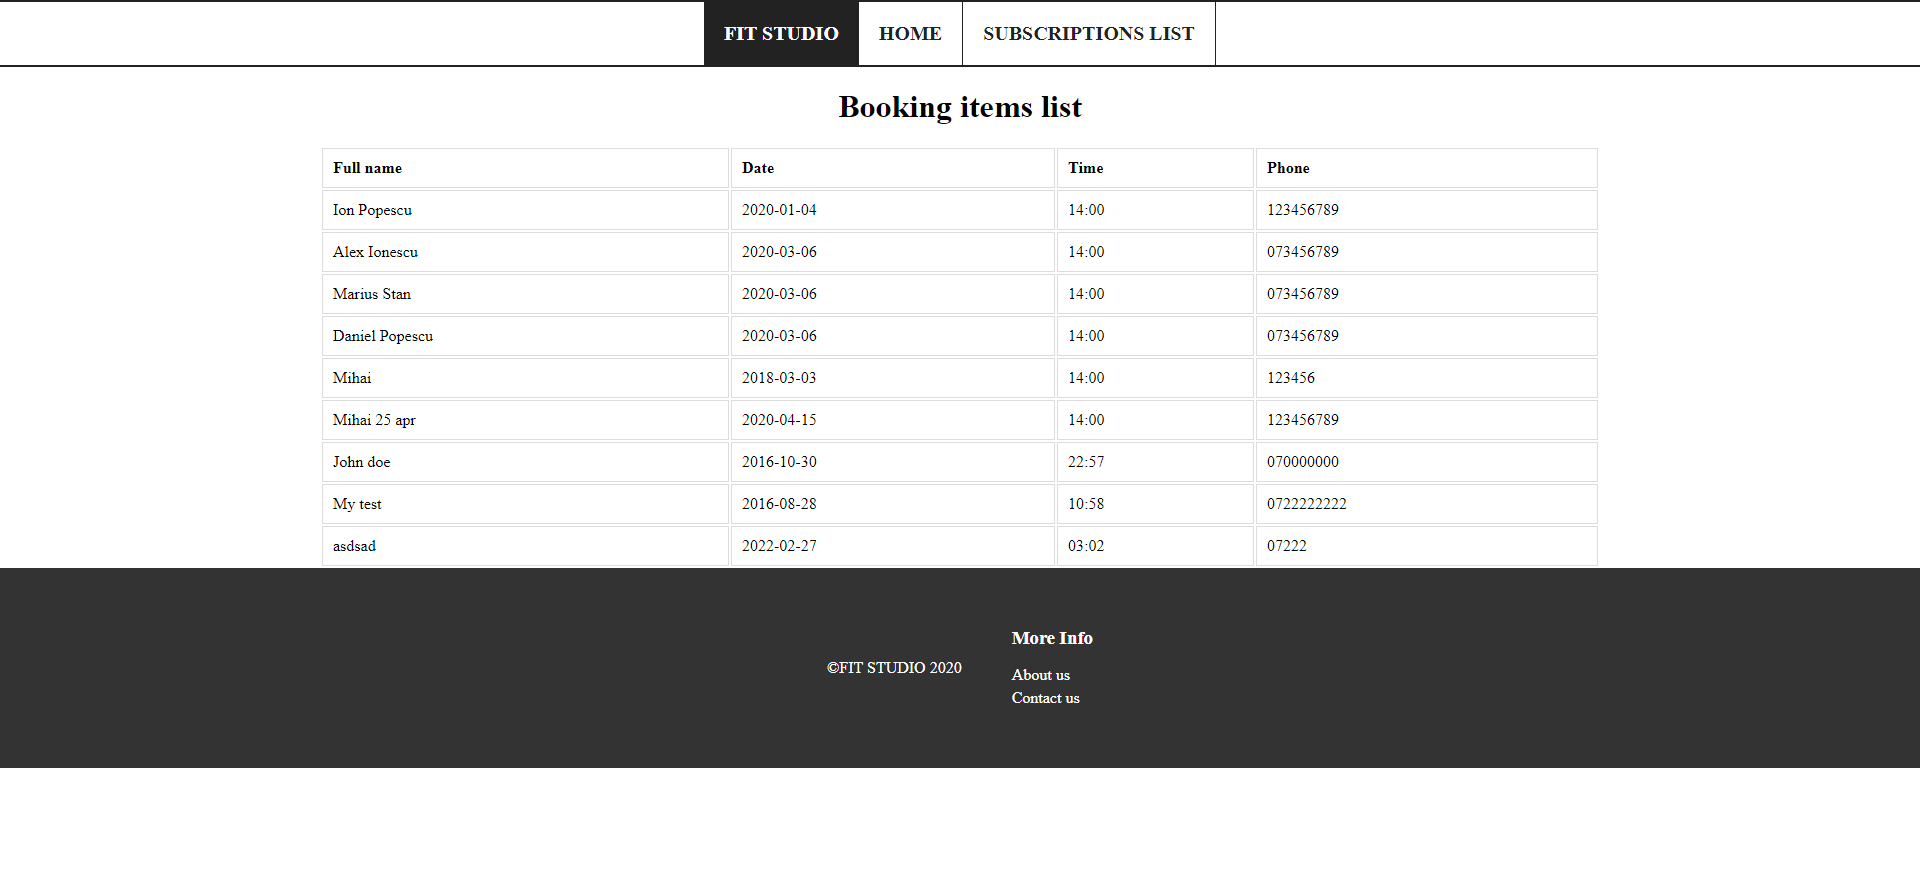 FIT STUDIO HOME SUBSCRIPTIONS LIST
Booking items list
Full name Date Time Phone
Ion Popescu 2020-01-04 14:00 123456789
Alex Ionescu 2020-03-06 14:00 073456789
Marius Stan 2020-03-06 14:00 073456789
Daniel Popescu 2020-03-06 14:00 073456789
Mihai 2018-03-03 14:00 123456
Mihai 25 apr 2020-04-15 14:00 123456789
John doe 2016-10-30 22:57 070000000
My test 2016-08-28 10:58 0722222222
asdsad 2022-02-27 03:02 07222
©FIT STUDIO 2020
More Info
About us
Contact us